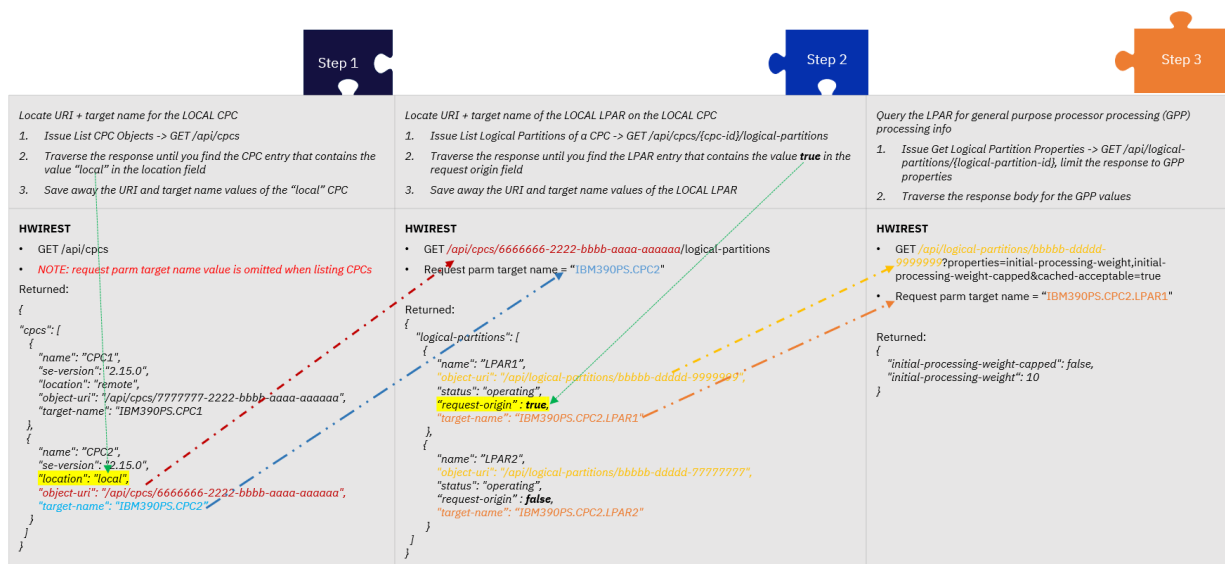 Step 1
Step 2
Step 3
Locate URI + target name for the LOCAL CPC
1. Issue List CPC Objects -> GET /api/cpcs
2. Traverse the response until you find the CPC entry that contains the
value "local" in the location field
3. Save away the URI and target name values of the "local" CPC
Locate URI + target name of the LOCAL LPAR on the LOCAL CPC
1. Issue List Logical Partitions of a CPC -> GET /api/cpcs/{cpc-id}/logical-partitions
2. Traverse the response until you find the LPAR entry that contains the value true in the
request origin field
3. Save away the URI and target name values of the LOCAL LPAR
Query the LPAR for general purpose processor processing (GPP)
processing info
1. Issue Get Logical Partition Properties -> GET /api/logical-
partitions/{logical-partition-id}, limit the response to GPP
properties
2. Traverse the response body for the GPP values
HWIREST
• GET /api/cpcs
• NOTE: request parm target name value is omitted when listing CPCs
Returned:
{
"cpcs": [
{
"name": "CPC1",
"se-version": "2.15.0",
"location": "remote",
"object-uri": "/api/cpcs/7777777-2222-bbbb-aaaa-aaaaaa",
"target-name": "IBM390PS.CPC1
},
{
"name": "CPC2",
"se-version": "2.15.0",
"location": "local",
"object-uri": "/api/cpcs/6666666-2222-bbbb-aaaa-aaaaaa",
"target-name": "IBM390PS.CPC2"
}
]
}
HWIREST
• GET /api/cpcs/6666666-2222-bbbb-aaaa-aaaaaa/logical-partitions
• Request parm target name = "IBM390PS.CPC2"
Returned:
{
"logical-partitions": [
{
"name": "LPAR1",
"object-uri": "/api/logical-partitions/bbbbb-ddddd-9999999",
"status": "operating",
"request-origin" : true,
"target-name": "IBM390PS.CPC2.LPAR1"
},
{
"name": "LPAR2",
"object-uri": "/api/logical-partitions/bbbbb-ddddd-77777777",
"status": "operating",
"request-origin" : false,
"target-name": "IBM390PS.CPC2.LPAR2"
}
]
}
HWIREST
• GET /api/logical-partitions/bbbbb-ddddd-
9999999?properties=initial-processing-weight,initial-
processing-weight-capped&cached-acceptable=true
• Request parm target name = "IBM390PS.CPC2.LPAR1"
Returned:
{
"initial-processing-weight-capped": false,
"initial-processing-weight": 10
}